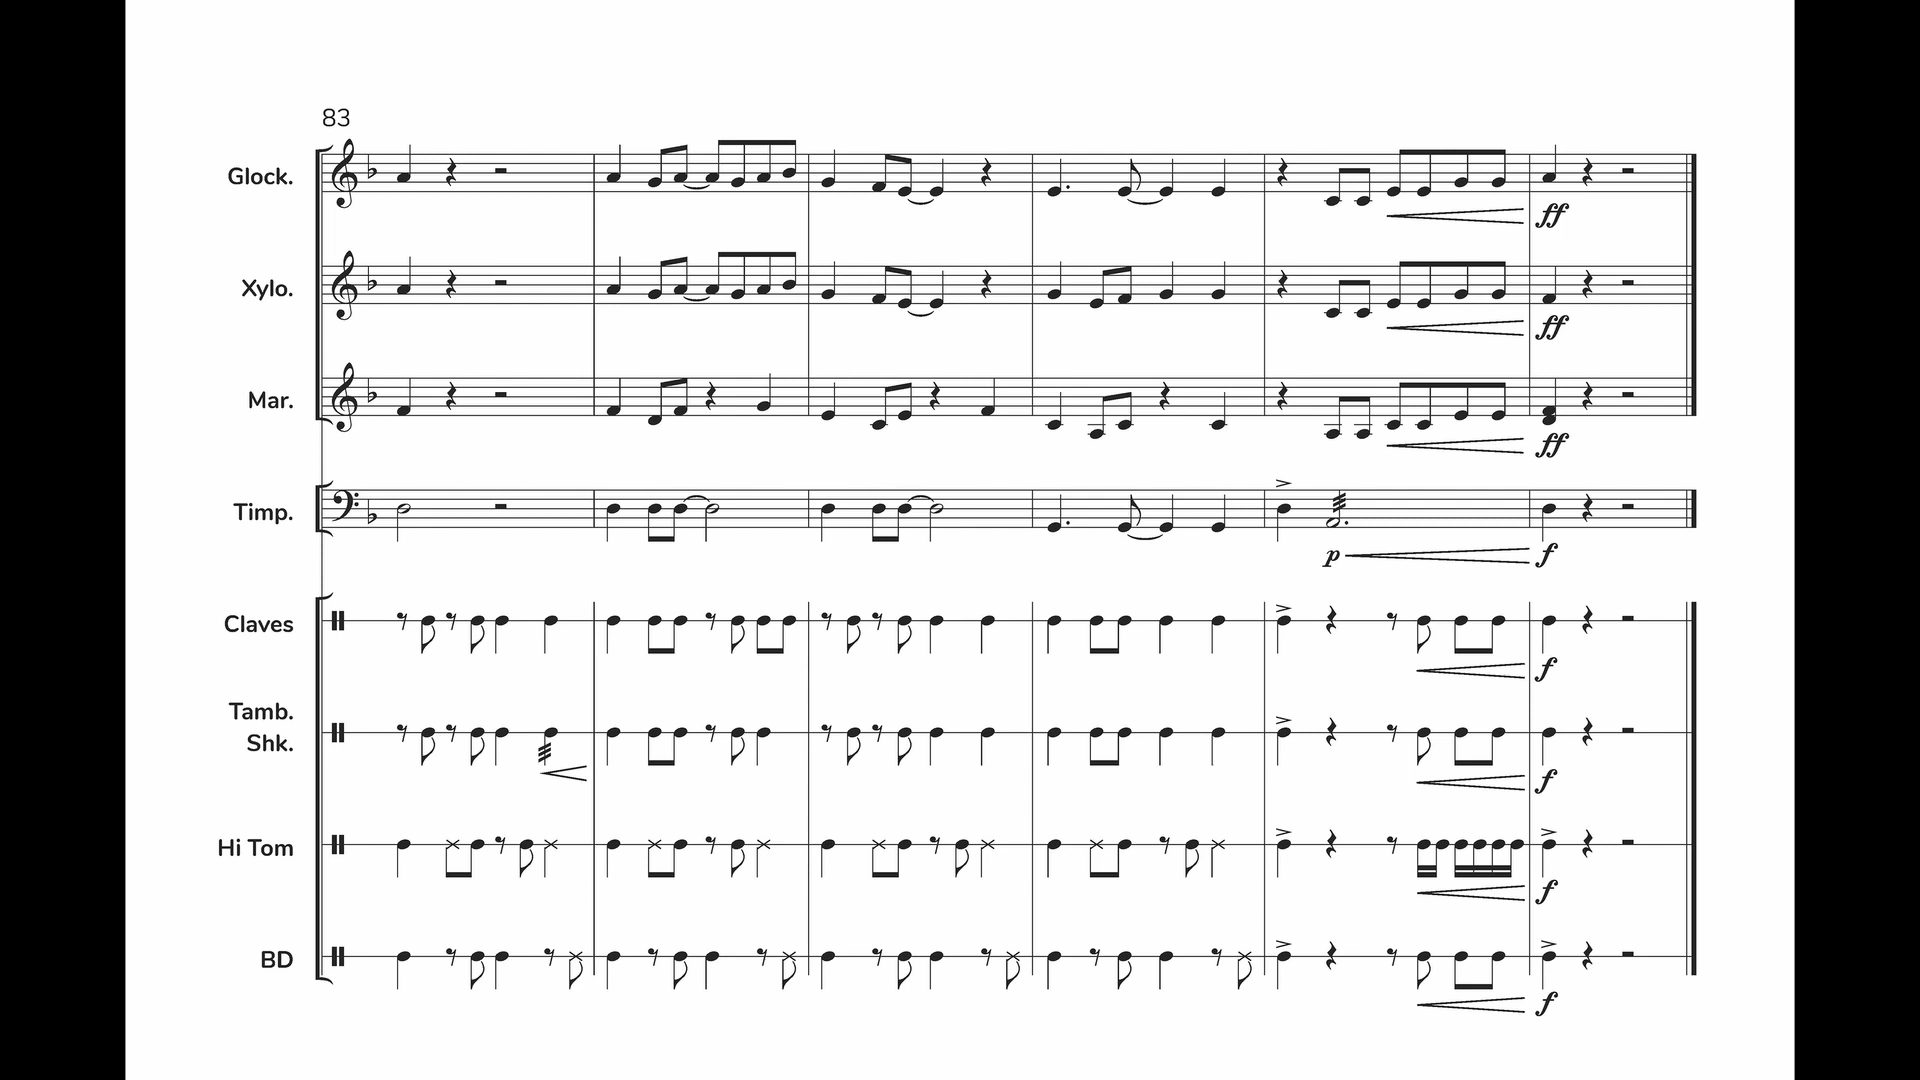 83
Glock.
Xylo.
ff
ff
Mar.
ff
Timp.
p
f
Claves
f
Tamb.
Shk.
f
Hi Tom
f
BD
f